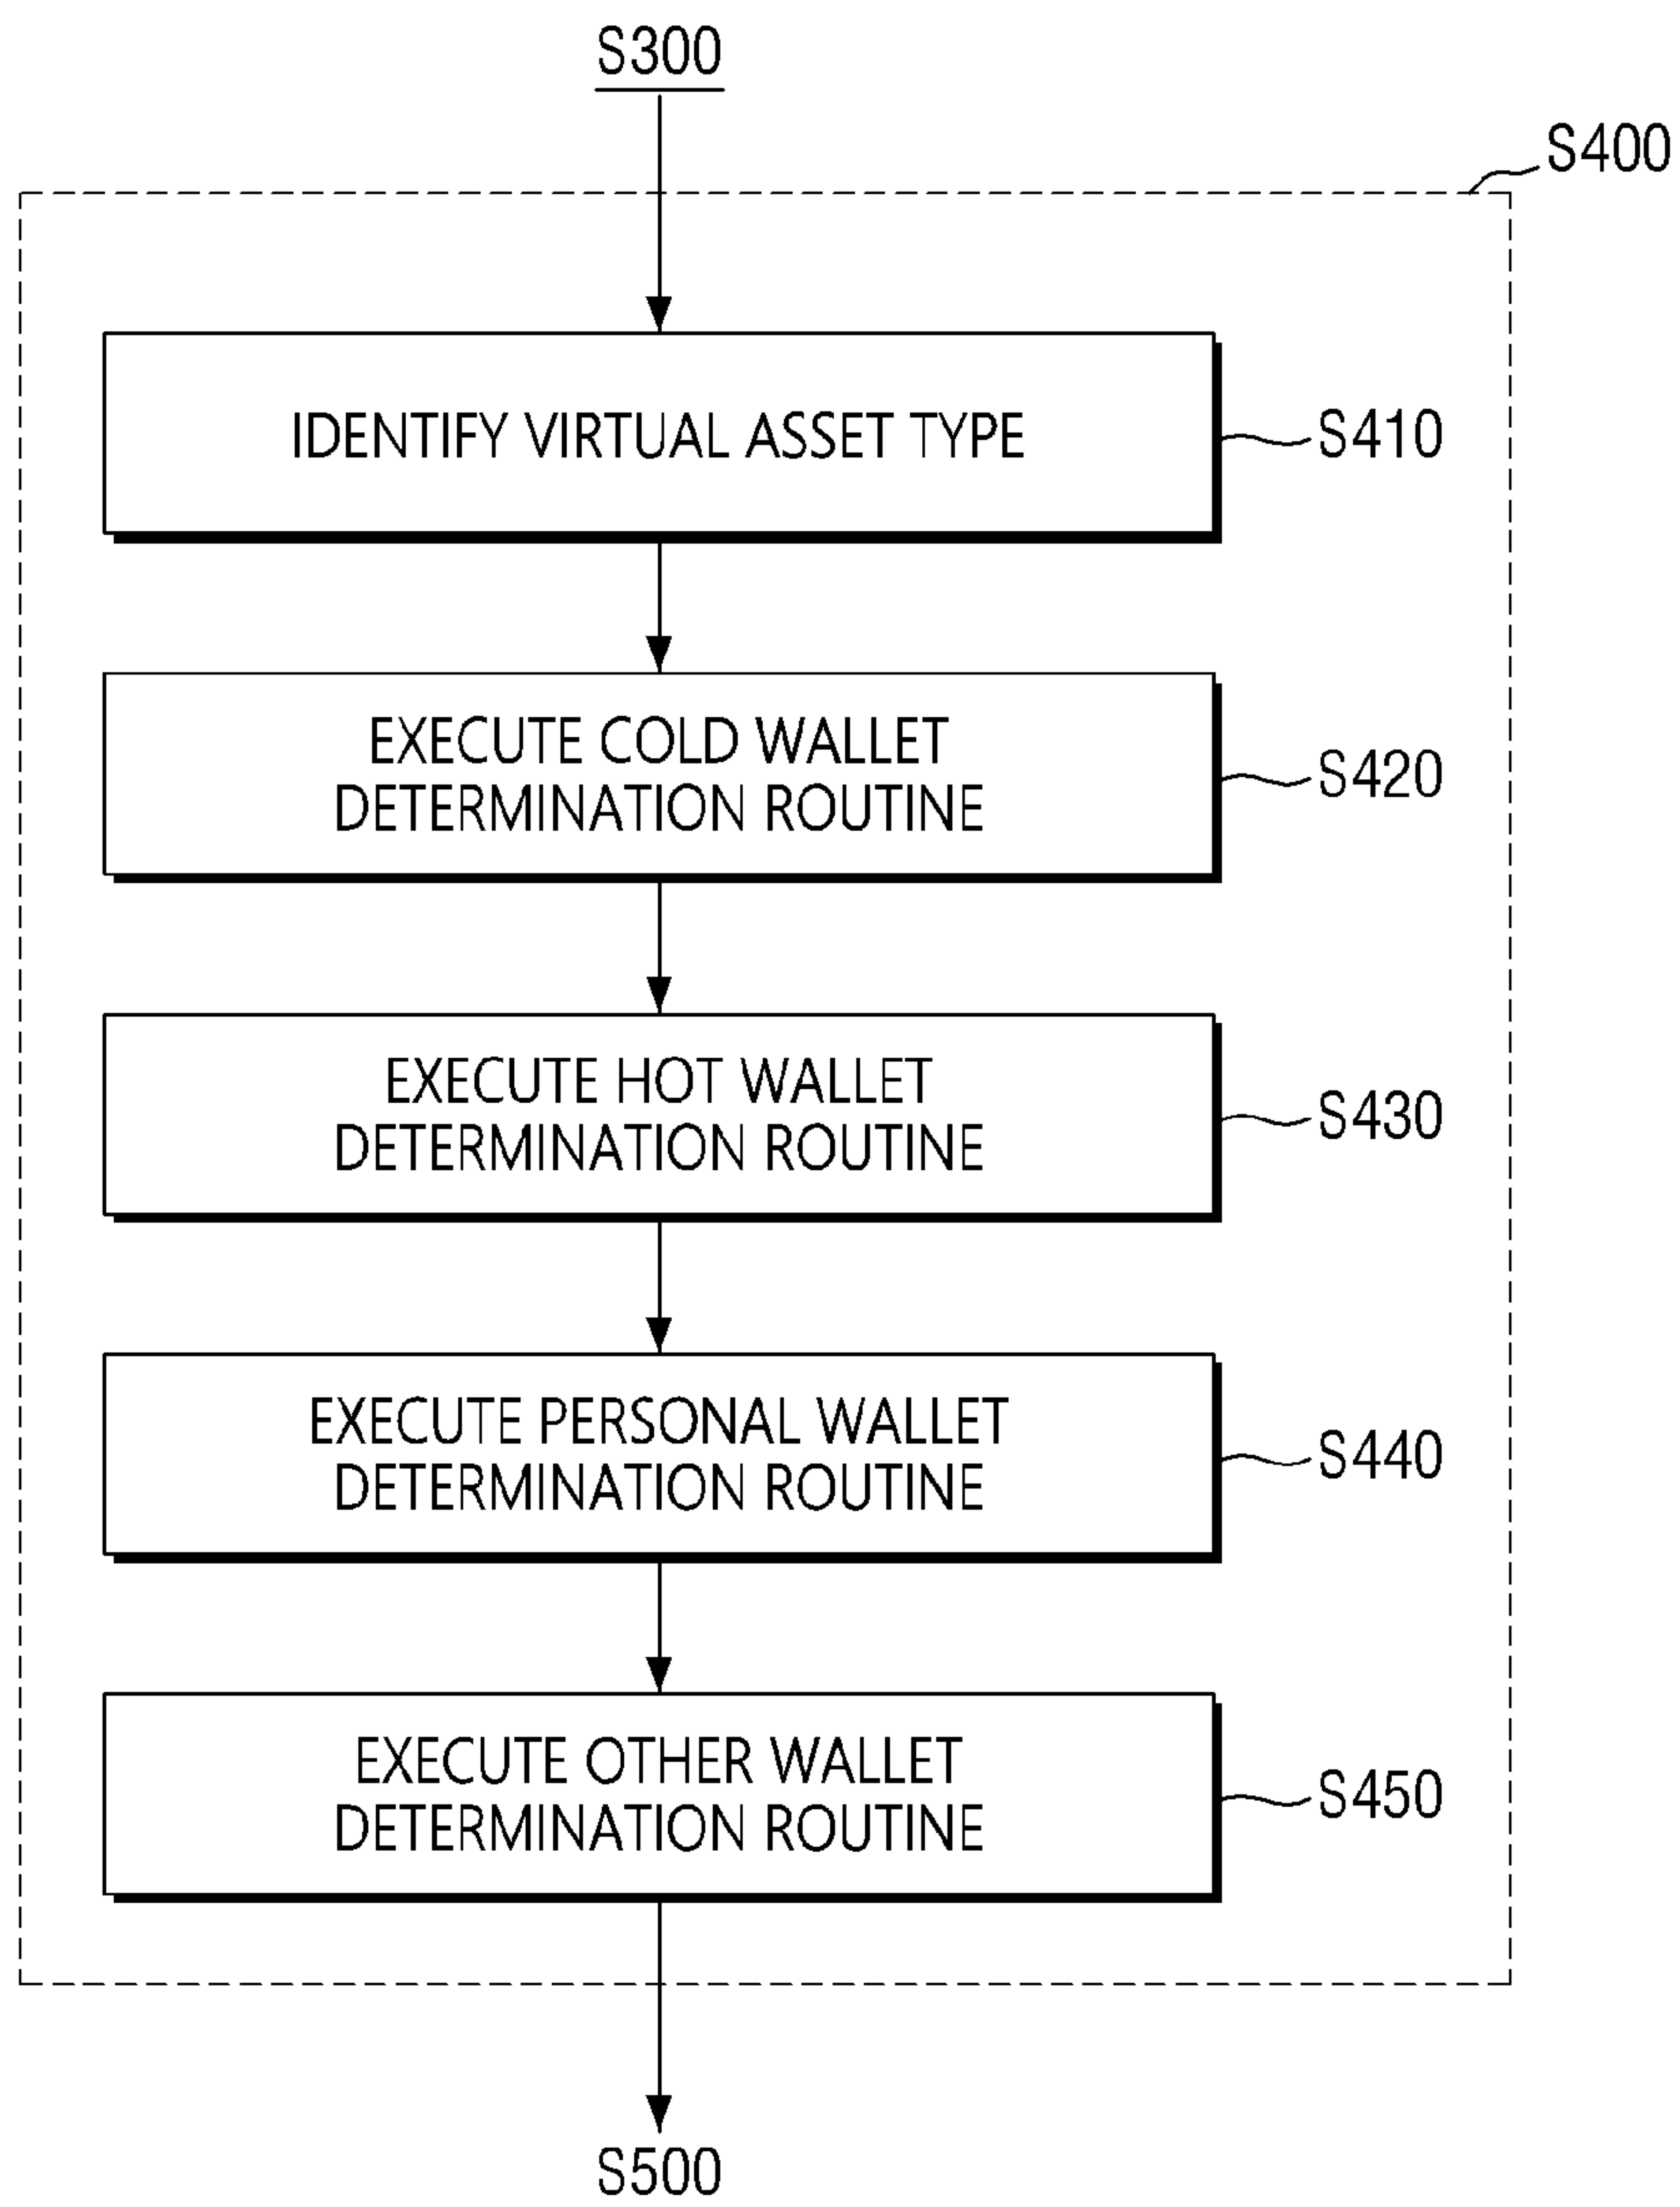 S300
S400
IDENTIFY VIRTUAL ASSET TYPE
S410
EXECUTE COLD WALLET
DETERMINATION ROUTINE
S420
EXECUTE HOT WALLET
DETERMINATION ROUTINE
S430
EXECUTE PERSONAL WALLET
DETERMINATION ROUTINE
S440
EXECUTE OTHER WALLET
DETERMINATION ROUTINE
S450
S500